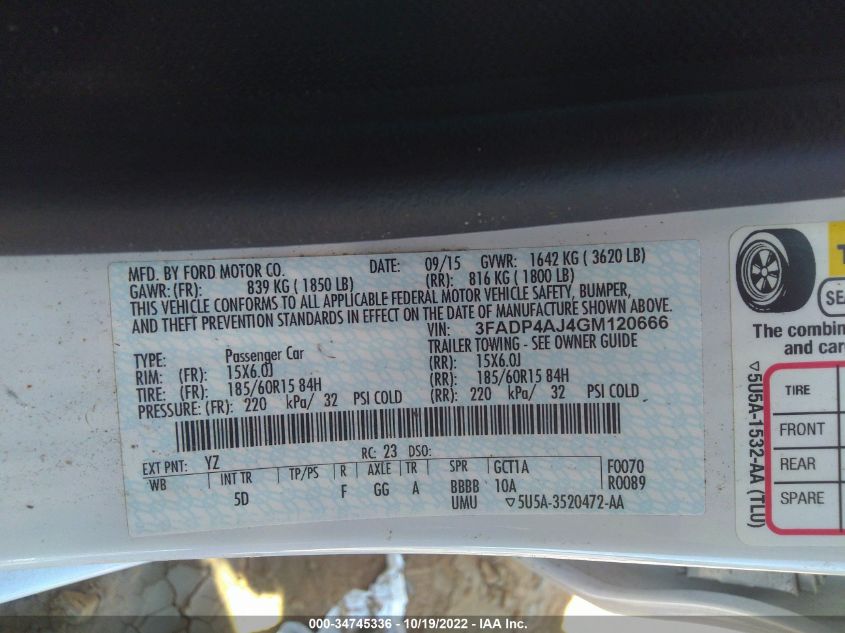 MFD. BY FORD MOTOR CO. DATE: 09/15 GVWR: 1642 KG ( 3620 LB)
GAWR: (FR): 839 KG ( 1850 LB) (RR): 816 KG ( 1800 LB)
THIS VEHICLE CONFORMS TO ALL APPLICABLE FEDERAL MOTOR VEHICLE SAFETY, BUMPER,
AND THEFT PREVENTION STANDARDS IN EFFECT ON THE DATE OF MANUFACTURE SHOWN ABOVE.
VIN: 3FADP4AJ4GM120666
TYPE: Passenger Car TRAILER TOWING - SEE OWNER GUIDE
RIM: (FR): 15X6.0J (RR): 15X6.0J
TIRE: (FR): 185/60R15 84H (RR): 185/60R15 84H
PRESSURE: (FR): 220 kPa/ 32 PSI COLD (RR): 220 kPa/ 32 PSI COLD
RC: 23 DSO:
EXT PNT: YZ F0070
WB INT TR TP/PS R AXLE TR SPR GCT1A R0089
5D F GG A BBBB 10A
UMU ▽5U5A-3520472-AA
T
SEA
The combin
and car
▽5U5A-1532-AA (TLU)
TIRE
FRONT
REAR
SPARE
000-34745336 - 10/19/2022 - IAA Inc.